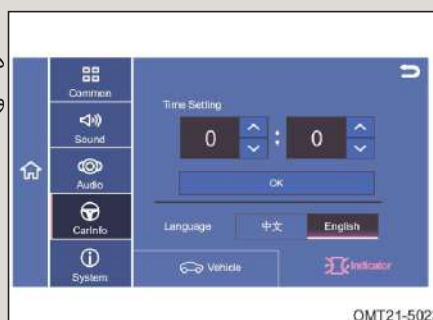 Common
Sound
Audio
CarInfo
System
Time Setting
0 : 0
OK
Language 中文 English
Vehicle
Indicator
OMT21-502